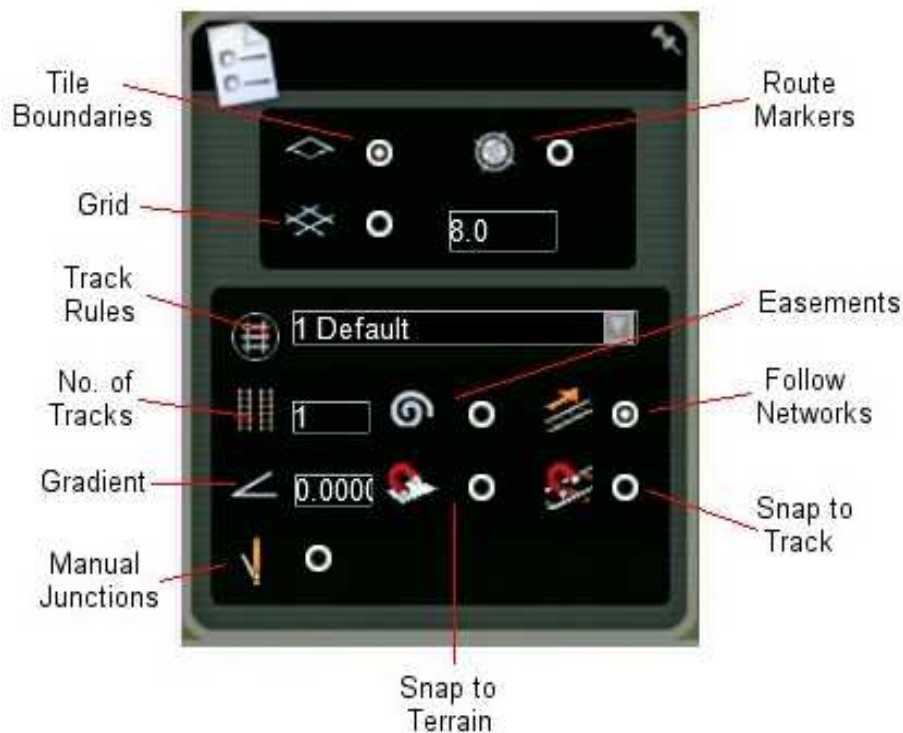 Tile
Boundaries
Route
Markers
Grid
8.0
Track
Rules
1 Default
Easements
No. of
Tracks
1
Follow
Networks
Gradient
0.000
Snap to
Track
Manual
Junctions
Snap to
Terrain